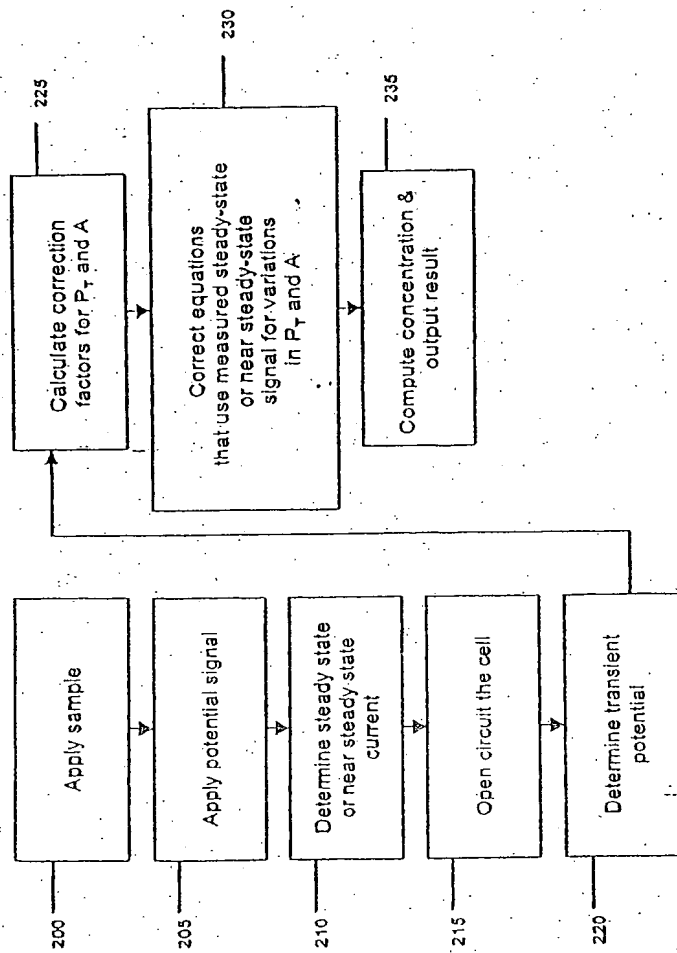 200
Apply sample
205
Apply potential signal
210
Determine steady state
or near steady-state
current
215
Open circuit the cell
220
Determine transient
potential
225
Calculate correction
factors for PT and A
230
Correct equations
that use measured steady-state
or near steady-state
signal for variations
in PT and A
235
Compute concentration &
output result